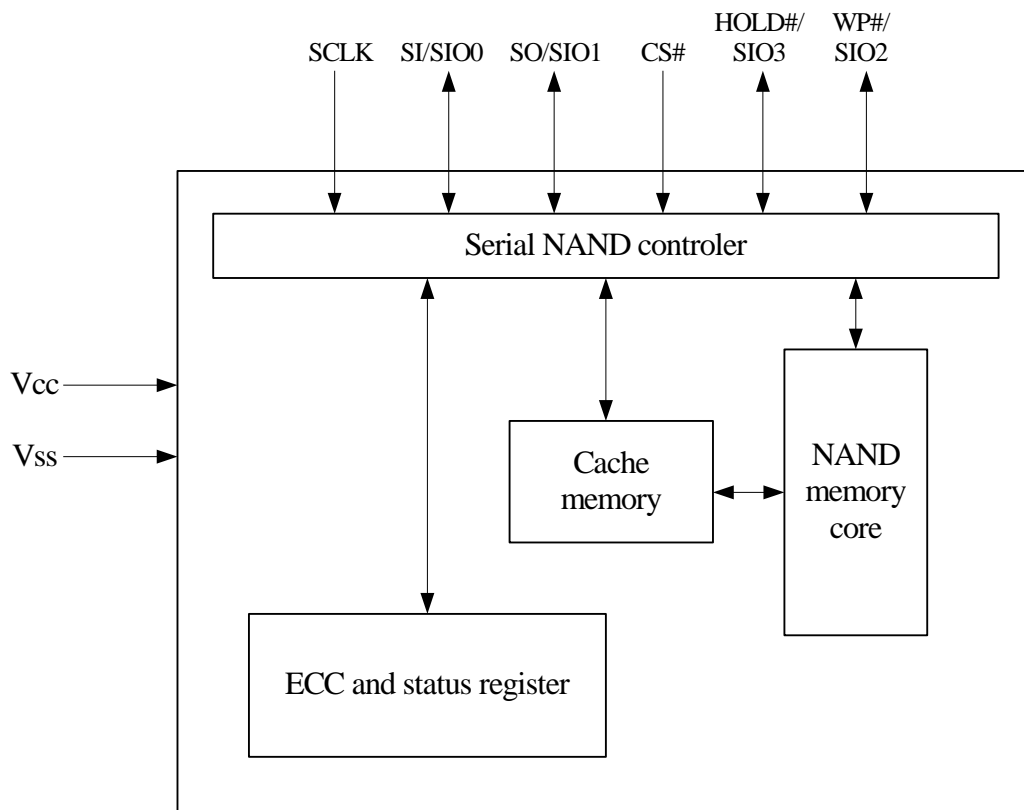 SCLK
SI/SIO0
SO/SIO1
CS#
HOLD#/
SIO3
WP#/
SIO2
Serial NAND controler
Vcc
Vss
Cache
memory
NAND
memory
core
ECC and status register